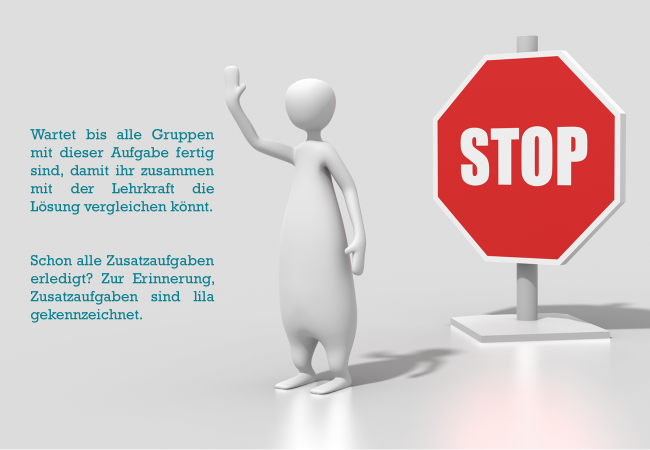 Wartet bis alle Gruppen
mit dieser Aufgabe fertig
sind, damit ihr zusammen
mit der Lehrkraft die
Lösung vergleichen könnt.
Schon alle Zusatzaufgaben
erledigt? Zur Erinnerung,
Zusatzaufgaben sind lila
gekennzeichnet.
STOP